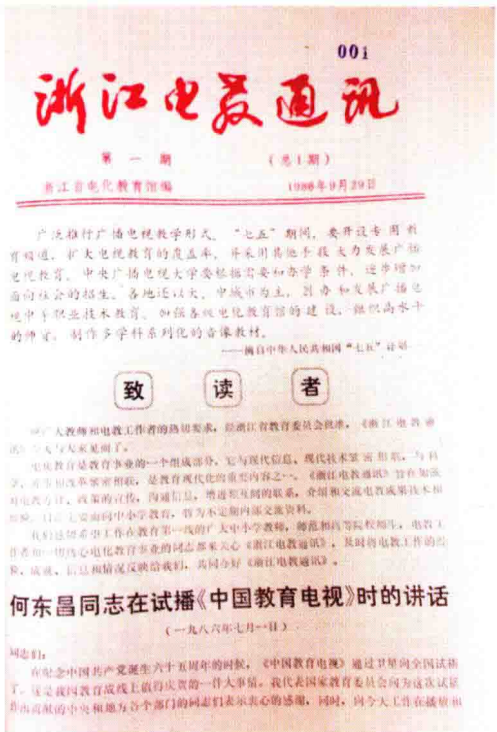 001
浙江电教通讯
第一期 (总1期)
浙江省电化教育馆编 1986年9月29日
广泛推行广播电视教学形式。“七五”期间,要开设专用教
育频道,扩大电视教育的覆盖率,并采用其他手段大力发展广播
电视教育。中央广播电视大学要根据需要和办学条件,逐步增加
面向社会的招生。各地还以大、中城市为主,创办和发展广播电
视中等职业技术教育。加强各级电化教育馆的建设,组织高水平
的师资,制作多学科系列化的音像教材。
——摘自中华人民共和国“七五”计划
致读者
广大教师和电教工作者的热切要求,经浙江省教育委员会批准,《浙江电教通
讯》今天与大家见面了。
电化教育是教育事业的一个组成部分,它与现代信息、现代技术紧密相联,与
改革紧密相联,是教育现代化的重要内容之一。《浙江电教通讯》旨在加强
对电教方针、政策的宣传,沟通信息,增进相互间的联系,介绍和交流电教成果技术和
经验。目前主要面向中小学教育,暂为不定期内部交流资料。
我们恳切希望工作在教育第一线的广大中小学教师,师范和高等院校师生,电教工
作者和一切热心电化教育事业的同志都来关心《浙江电教通讯》,及时将电教工作的经
验、成就、信息和情况反映给我们,共同办好《浙江电教通讯》。
何东昌同志在试播《中国教育电视》时的讲话
(一九八六年七月一日)
同志们:
在纪念中国共产党诞生六十五周年的时候,《中国教育电视》通过卫星向全国试播
了。这是我国教育战线上值得庆贺的一件大事情。我代表国家教育委员会向为这次试播
作出贡献的中央和地方各个部门的同志们表示衷心的感谢,同时,向今天工作在播放和